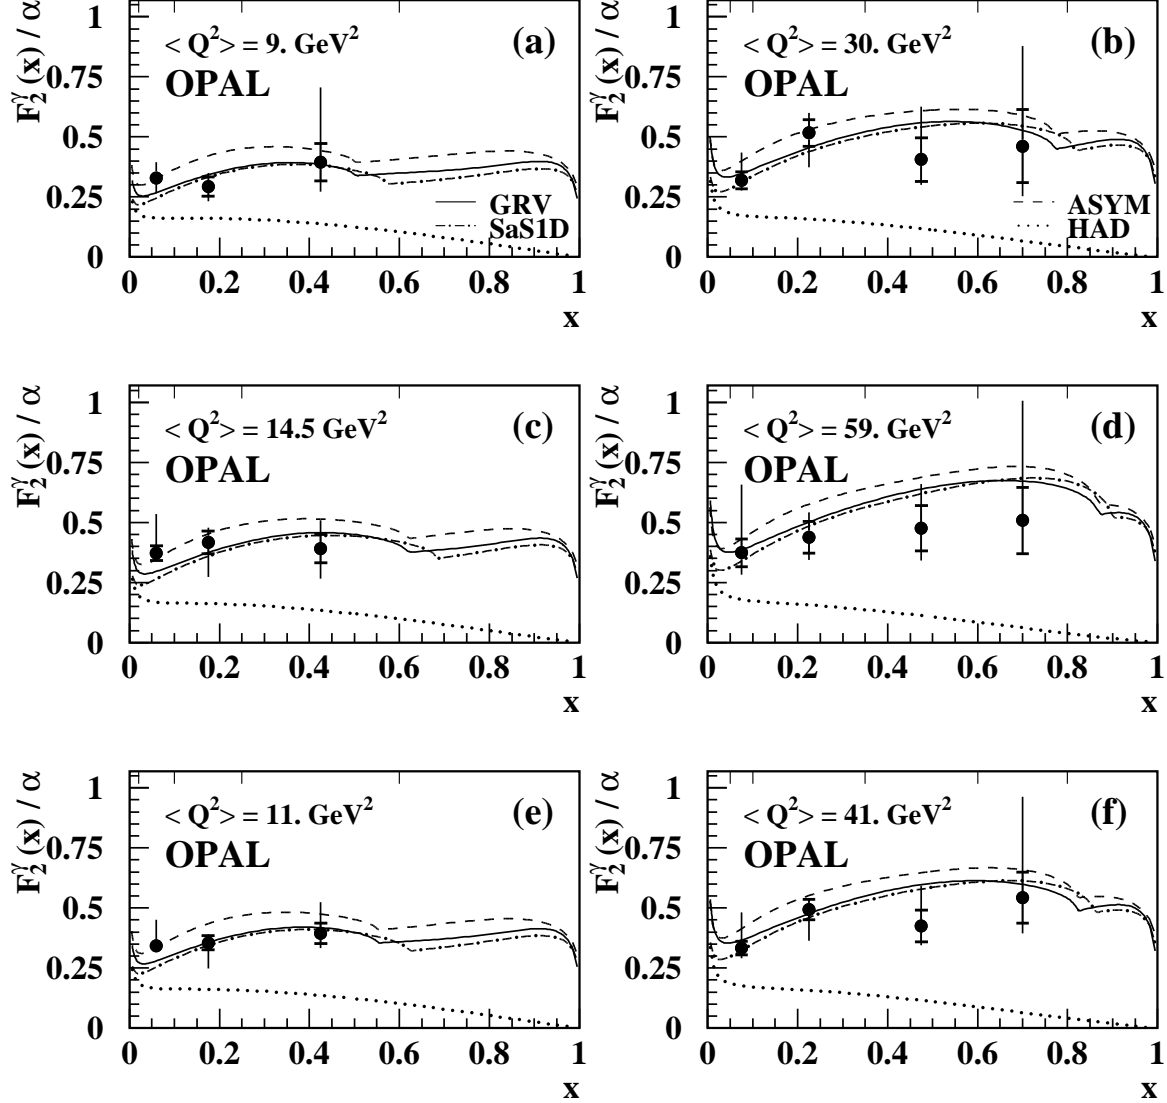 F₂^γ(x) / α
1
0.75
0.5
0.25
0
< Q² > = 9. GeV²
(a)
OPAL
GRV
SaS1D
0 0.2 0.4 0.6 0.8 1
x
F₂^γ(x) / α
1
0.75
0.5
0.25
0
< Q² > = 30. GeV²
(b)
OPAL
ASYM
HAD
0 0.2 0.4 0.6 0.8 1
x
F₂^γ(x) / α
1
0.75
0.5
0.25
0
< Q² > = 14.5 GeV²
(c)
OPAL
0 0.2 0.4 0.6 0.8 1
x
F₂^γ(x) / α
1
0.75
0.5
0.25
0
< Q² > = 59. GeV²
(d)
OPAL
0 0.2 0.4 0.6 0.8 1
x
F₂^γ(x) / α
1
0.75
0.5
0.25
0
< Q² > = 11. GeV²
(e)
OPAL
0 0.2 0.4 0.6 0.8 1
x
F₂^γ(x) / α
1
0.75
0.5
0.25
0
< Q² > = 41. GeV²
(f)
OPAL
0 0.2 0.4 0.6 0.8 1
x